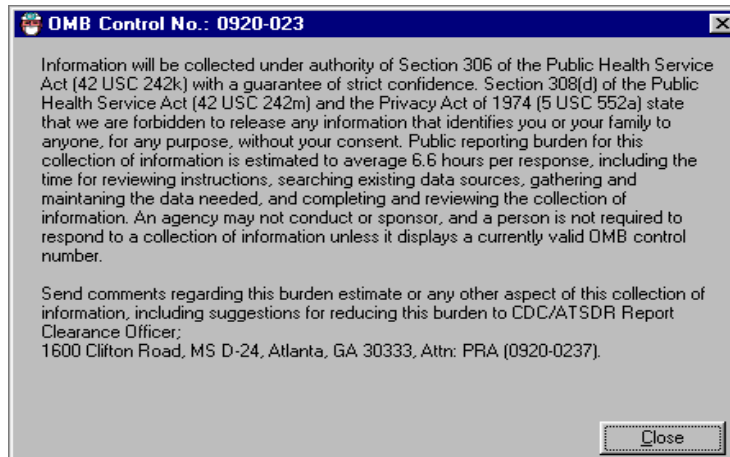 OMB Control No.: 0920-023
Information will be collected under authority of Section 306 of the Public Health Service
Act (42 USC 242k) with a guarantee of strict confidence. Section 308(d) of the Public
Health Service Act (42 USC 242m) and the Privacy Act of 1974 (5 USC 552a) state
that we are forbidden to release any information that identifies you or your family to
anyone, for any purpose, without your consent. Public reporting burden for this
collection of information is estimated to average 6.6 hours per response, including the
time for reviewing instructions, searching existing data sources, gathering and
maintaning the data needed, and completing and reviewing the collection of
information. An agency may not conduct or sponsor, and a person is not required to
respond to a collection of information unless it displays a currently valid OMB control
number.
Send comments regarding this burden estimate or any other aspect of this collection of
information, including suggestions for reducing this burden to CDC/ATSDR Report
Clearance Officer;
1600 Clifton Road, MS D-24, Atlanta, GA 30333, Attn: PRA (0920-0237).
Close